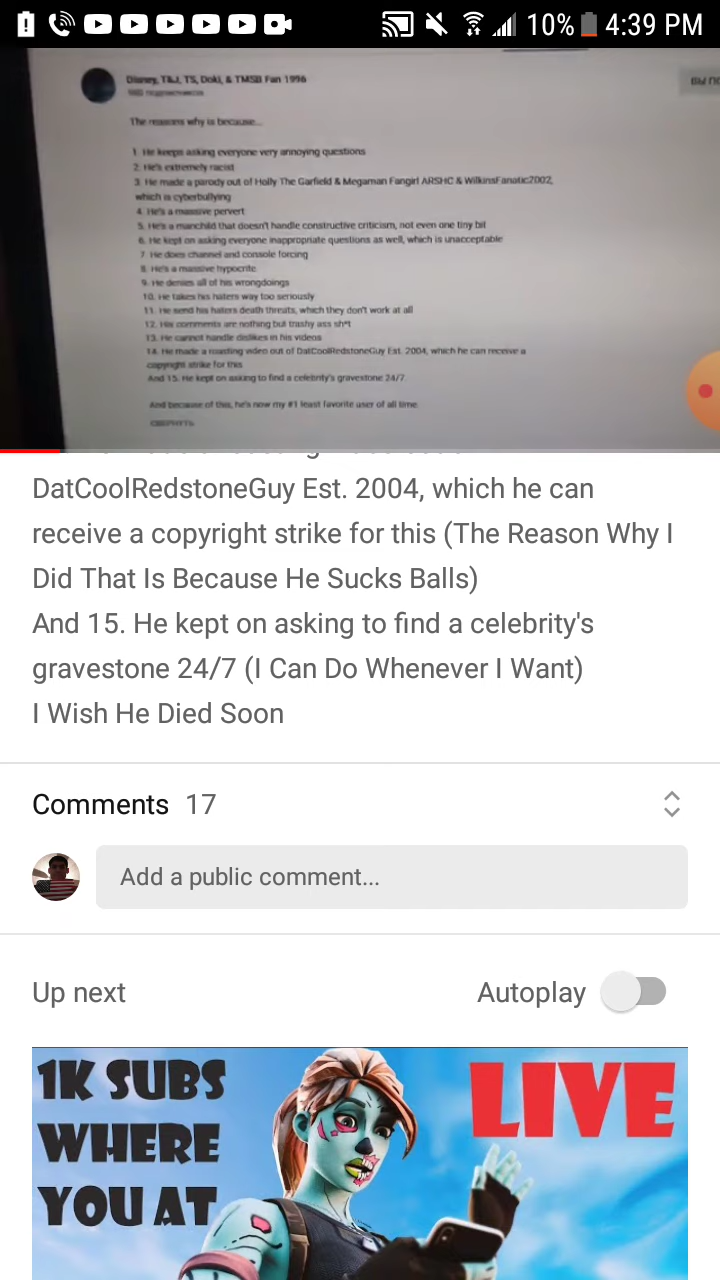 10% 4:39 PM
Disney, T&J, TS, Doki, & TMSB Fan 1996
The reasons why is because...
1. He keeps asking everyone very annoying questions
2. He's extremely racist
3. He made a parody out of Holly The Garfield & Megaman Fangirl ARSHC & WilkinsFanatic2002,
which is cyberbullying
4. He's a massive pervert
5. He's a manchild that doesn't handle constructive criticism, not even one tiny bit
6. He kept on asking everyone inappropriate questions as well, which is unacceptable
7. He does channel and console forcing
8. He's a massive hypocrite
9. He denies all of his wrongdoings
10. He takes his haters way too seriously
11. He send his haters death threats, which they don't work at all
12. His comments are nothing but trashy ass sh*t
13. He cannot handle dislikes in his videos
14. He made a roasting video out of DatCoolRedstoneGuy Est. 2004, which he can receive a
copyright strike for this
And 15. He kept on asking to find a celebrity's gravestone 24/7
And because of this, he's now my #1 least favorite user of all time.
DatCoolRedstoneGuy Est. 2004, which he can
receive a copyright strike for this (The Reason Why I
Did That Is Because He Sucks Balls)
And 15. He kept on asking to find a celebrity's
gravestone 24/7 (I Can Do Whenever I Want)
I Wish He Died Soon
Comments 17
Add a public comment...
Up next Autoplay
1K SUBS LIVE
WHERE
YOU AT